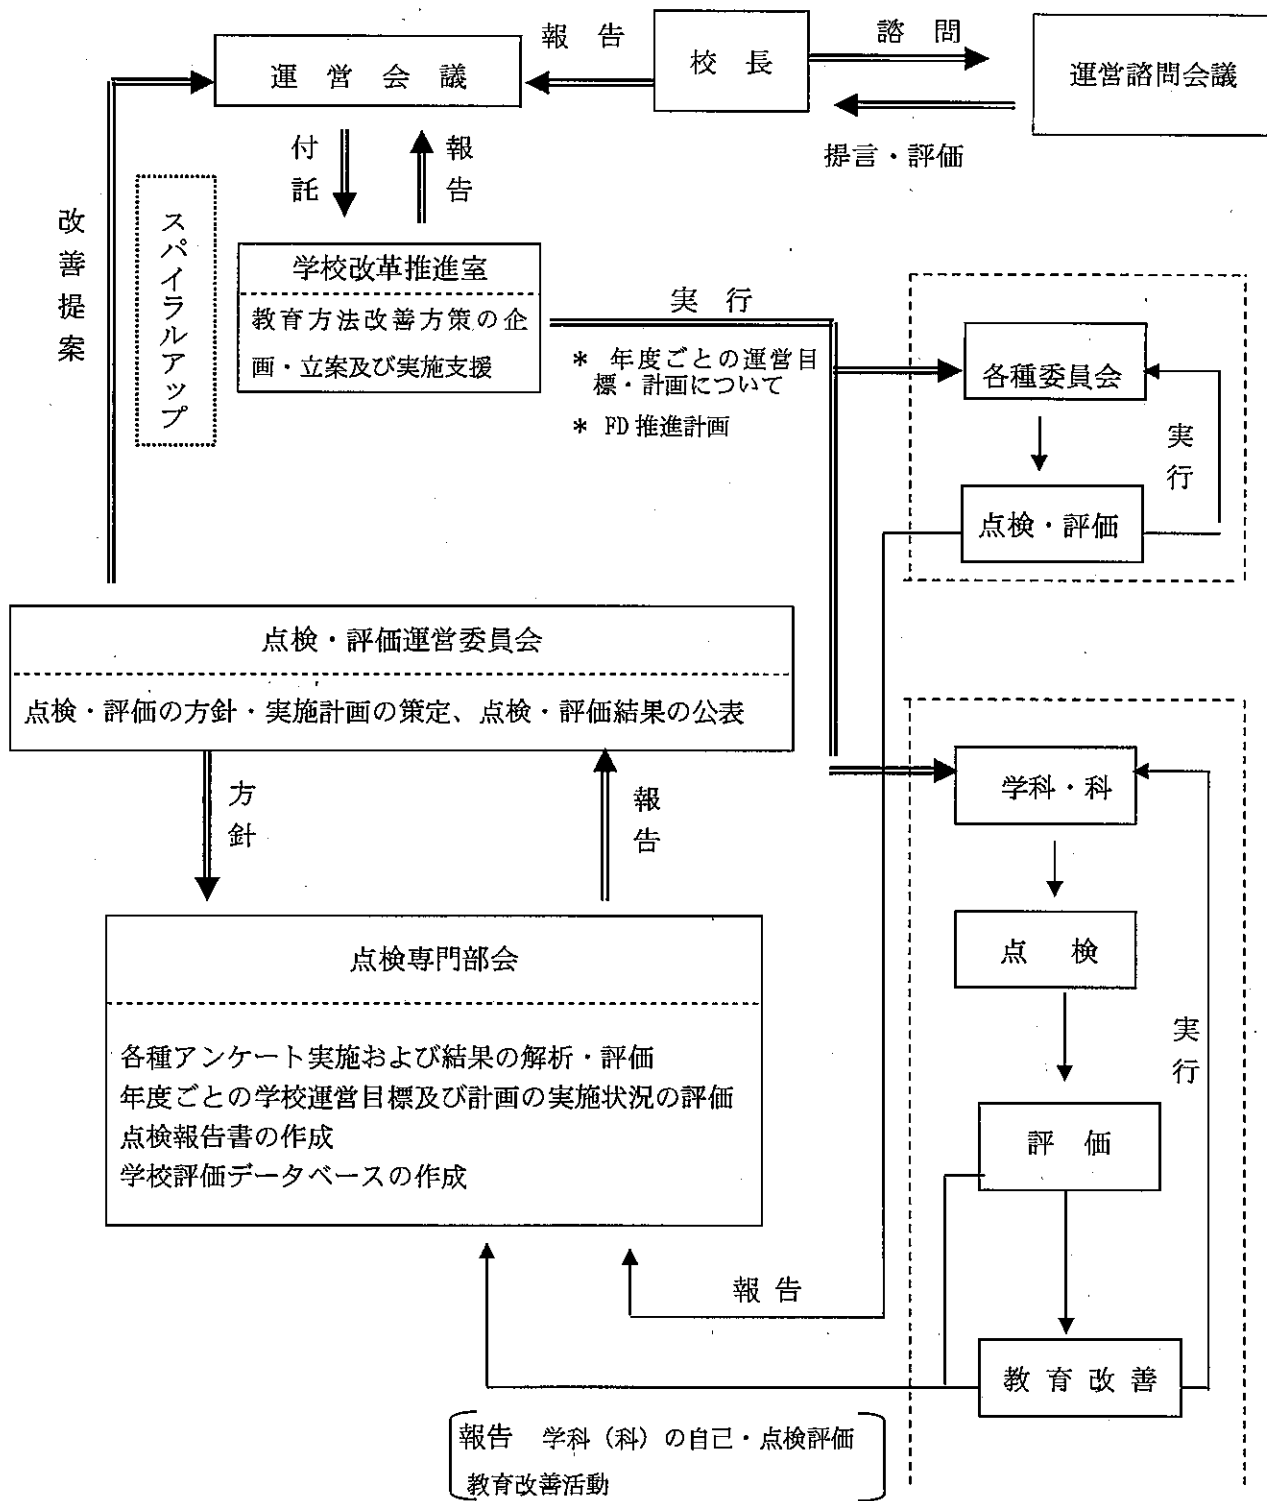 報 告
諮 問
運 営 会 議
校 長
運営諮問会議
提言・評価
付託
報告
改善提案
スパイラルアップ
学校改革推進室
教育方法改善方策の企
画・立案及び実施支援
実 行
* 年度ごとの運営目
標・計画について
* FD 推進計画
各種委員会
実行
点検・評価
点検・評価運営委員会
点検・評価の方針・実施計画の策定、点検・評価結果の公表
方針
報告
学科・科
点検専門部会
点 検
各種アンケート実施および結果の解析・評価
年度ごとの学校運営目標及び計画の実施状況の評価
点検報告書の作成
学校評価データベースの作成
実行
評 価
報 告
教 育 改 善
報告 学科（科）の自己・点検評価
教育改善活動